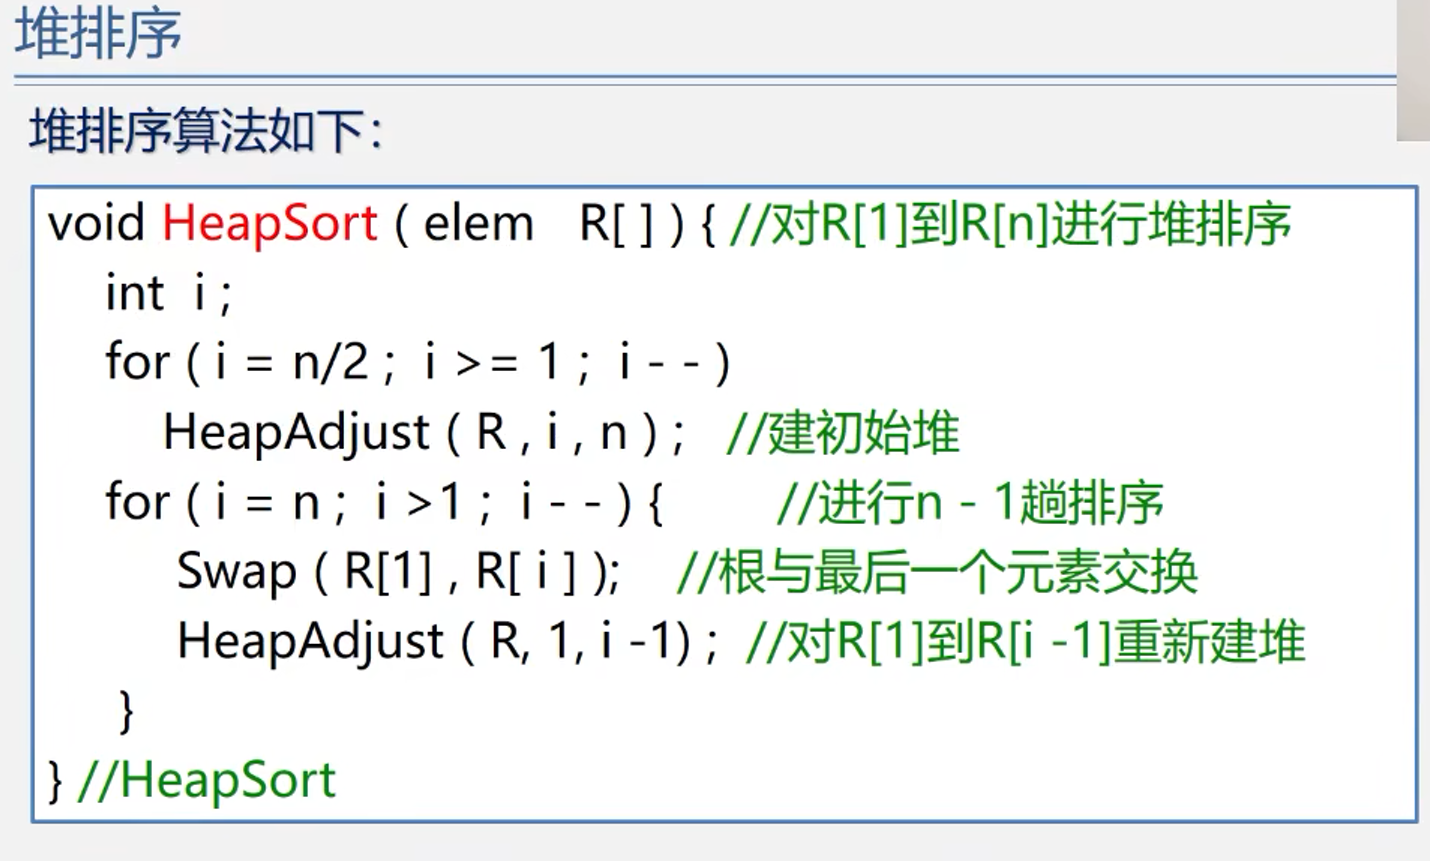 堆排序
堆排序算法如下：
void HeapSort ( elem R[ ] ) { //对R[1]到R[n]进行堆排序
int i ;
for ( i = n/2 ; i >= 1 ; i - - )
HeapAdjust ( R , i , n ) ; //建初始堆
for ( i = n ; i >1 ; i - - ) { //进行n - 1趟排序
Swap ( R[1] , R[ i ] ); //根与最后一个元素交换
HeapAdjust ( R, 1, i -1) ; //对R[1]到R[i -1]重新建堆
}
} //HeapSort